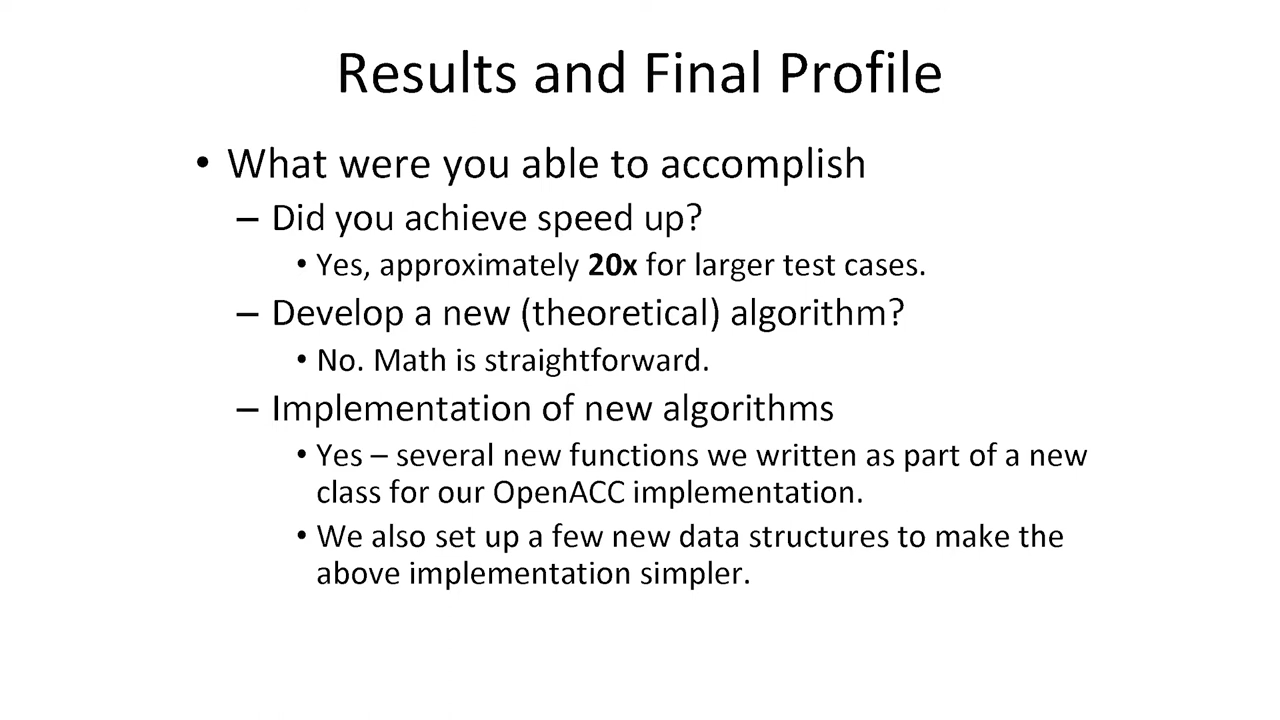 Results and Final Profile
• What were you able to accomplish
– Did you achieve speed up?
• Yes, approximately 20x for larger test cases.
– Develop a new (theoretical) algorithm?
• No. Math is straightforward.
– Implementation of new algorithms
• Yes – several new functions we written as part of a new
class for our OpenACC implementation.
• We also set up a few new data structures to make the
above implementation simpler.